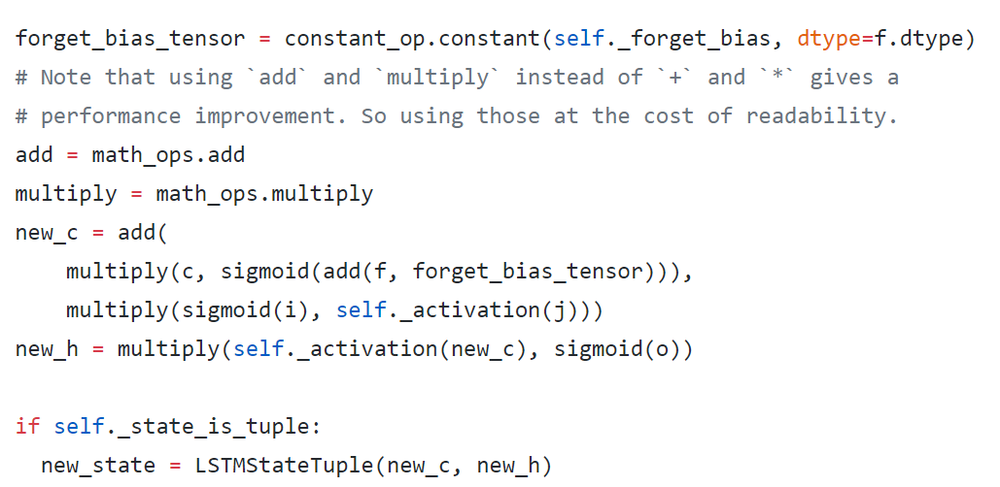 forget_bias_tensor = constant_op.constant(self._forget_bias, dtype=f.dtype)
# Note that using `add` and `multiply` instead of `+` and `*` gives a
# performance improvement. So using those at the cost of readability.
add = math_ops.add
multiply = math_ops.multiply
new_c = add(
    multiply(c, sigmoid(add(f, forget_bias_tensor))),
    multiply(sigmoid(i), self._activation(j)))
new_h = multiply(self._activation(new_c), sigmoid(o))

if self._state_is_tuple:
  new_state = LSTMStateTuple(new_c, new_h)